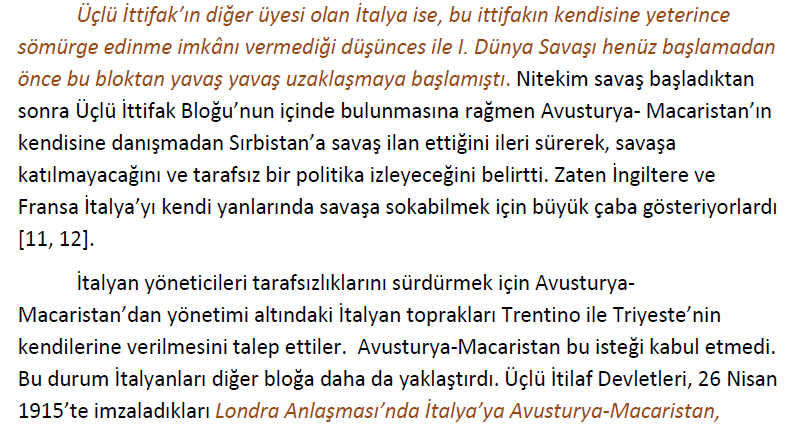 Üçlü İttifak’ın diğer üyesi olan İtalya ise, bu ittifakın kendisine yeterince
sömürge edinme imkânı vermediği düşünces ile I. Dünya Savaşı henüz başlamadan
önce bu bloktan yavaş yavaş uzaklaşmaya başlamıştı. Nitekim savaş başladıktan
sonra Üçlü İttifak Bloğu’nun içinde bulunmasına rağmen Avusturya- Macaristan’ın
kendisine danışmadan Sırbistan’a savaş ilan ettiğini ileri sürerek, savaşa
katılmayacağını ve tarafsız bir politika izleyeceğini belirtti. Zaten İngiltere ve
Fransa İtalya’yı kendi yanlarında savaşa sokabilmek için büyük çaba gösteriyorlardı
[11, 12].
İtalyan yöneticileri tarafsızlıklarını sürdürmek için Avusturya-
Macaristan’dan yönetimi altındaki İtalyan toprakları Trentino ile Triyeste’nin
kendilerine verilmesini talep ettiler.  Avusturya-Macaristan bu isteği kabul etmedi.
Bu durum İtalyanları diğer bloğa daha da yaklaştırdı. Üçlü İtilaf Devletleri, 26 Nisan
1915’te imzaladıkları Londra Anlaşması’nda İtalya’ya Avusturya-Macaristan,